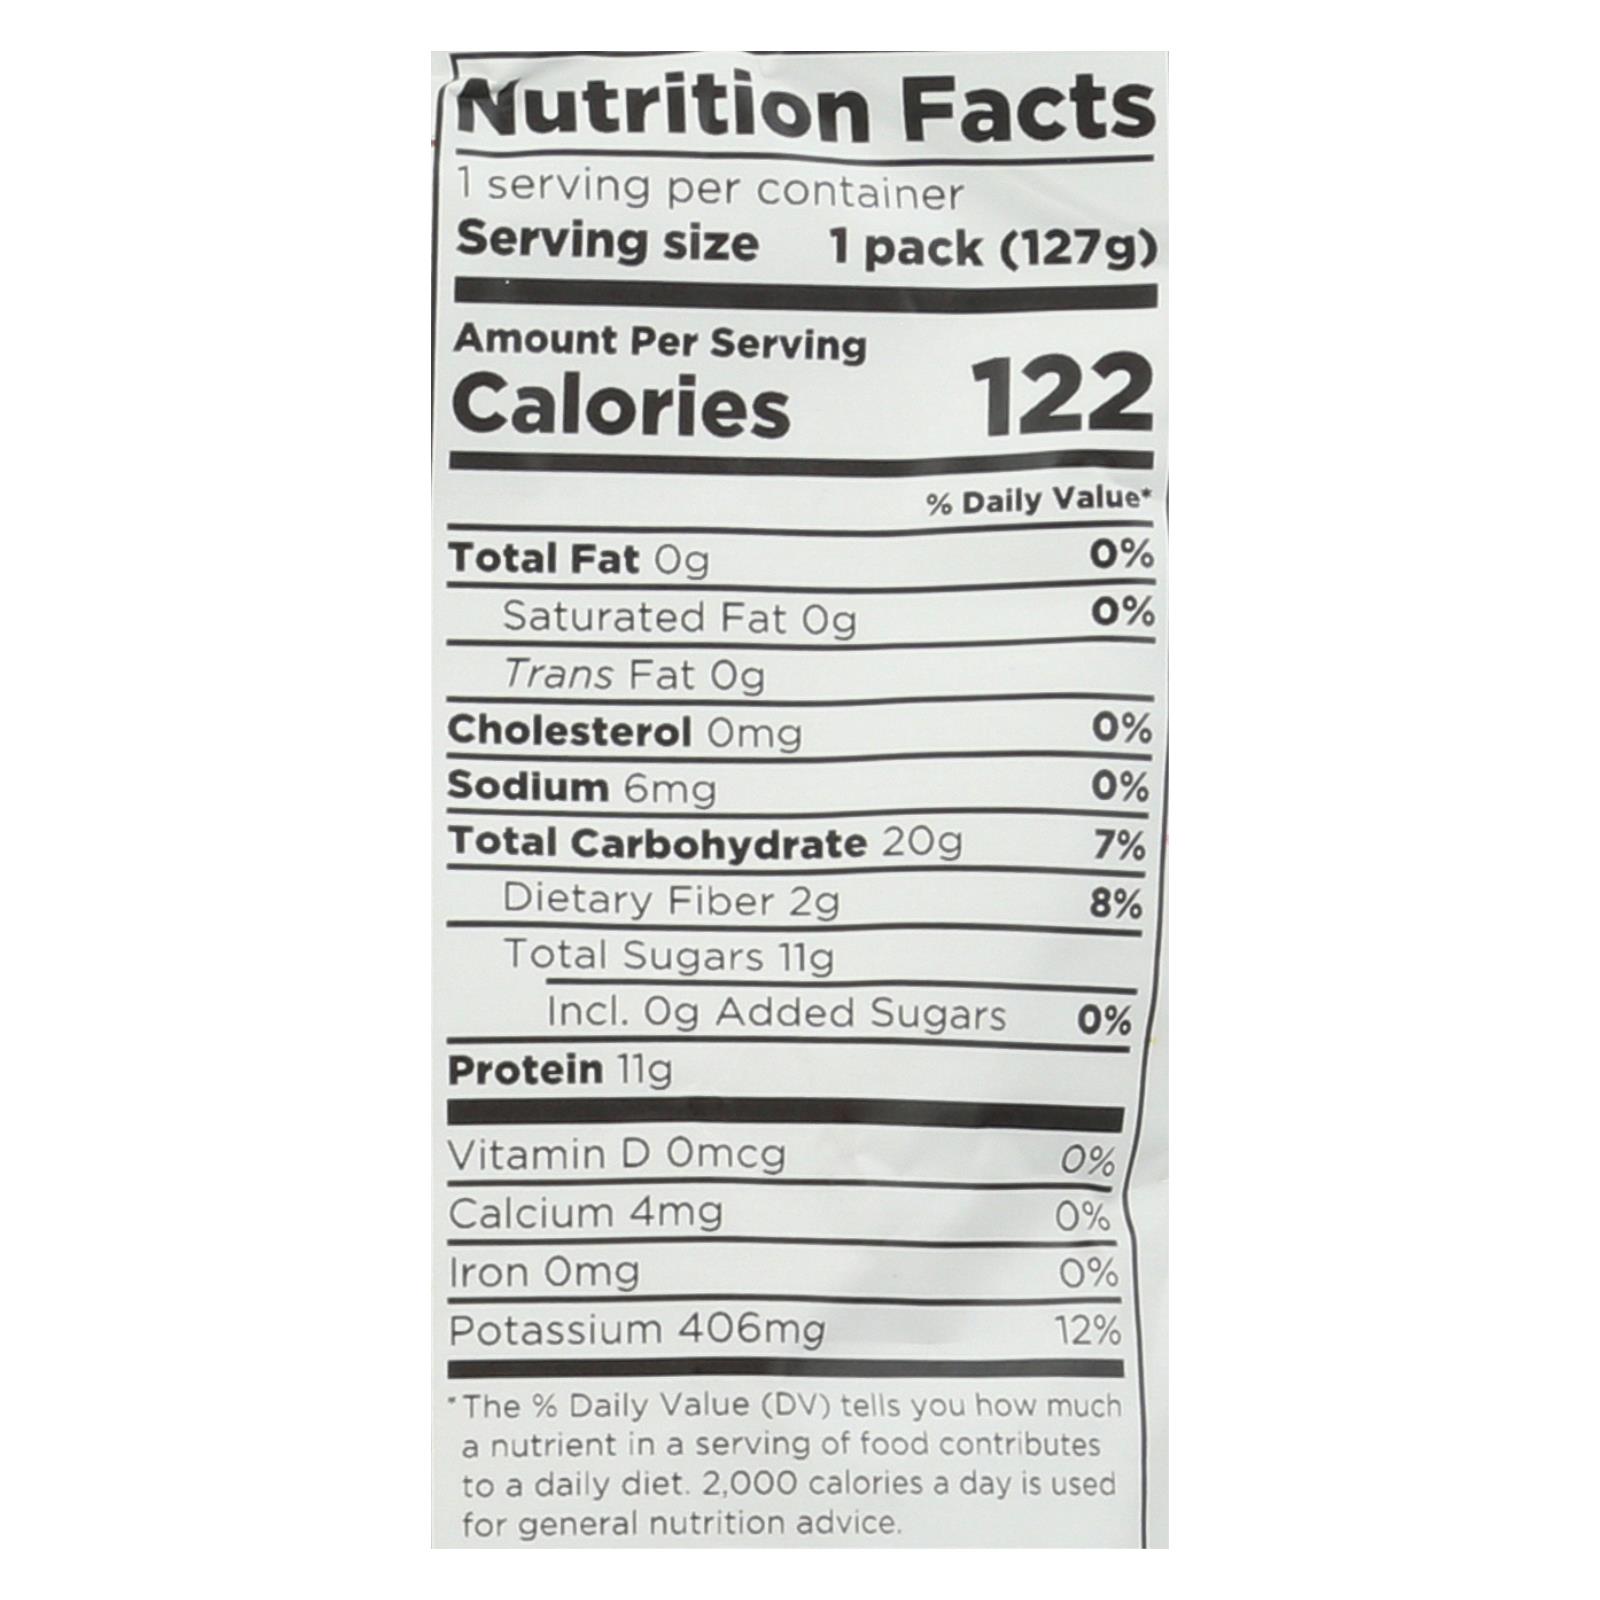 Nutrition Facts
1 serving per container
Serving size 1 pack (127g)
Amount Per Serving
Calories 122
% Daily Value*
Total Fat 0g 0%
Saturated Fat 0g 0%
Trans Fat 0g
Cholesterol 0mg 0%
Sodium 6mg 0%
Total Carbohydrate 20g 7%
Dietary Fiber 2g 8%
Total Sugars 11g
Incl. 0g Added Sugars 0%
Protein 11g
Vitamin D 0mcg 0%
Calcium 4mg 0%
Iron 0mg 0%
Potassium 406mg 12%
*The % Daily Value (DV) tells you how much
a nutrient in a serving of food contributes
to a daily diet. 2,000 calories a day is used
for general nutrition advice.